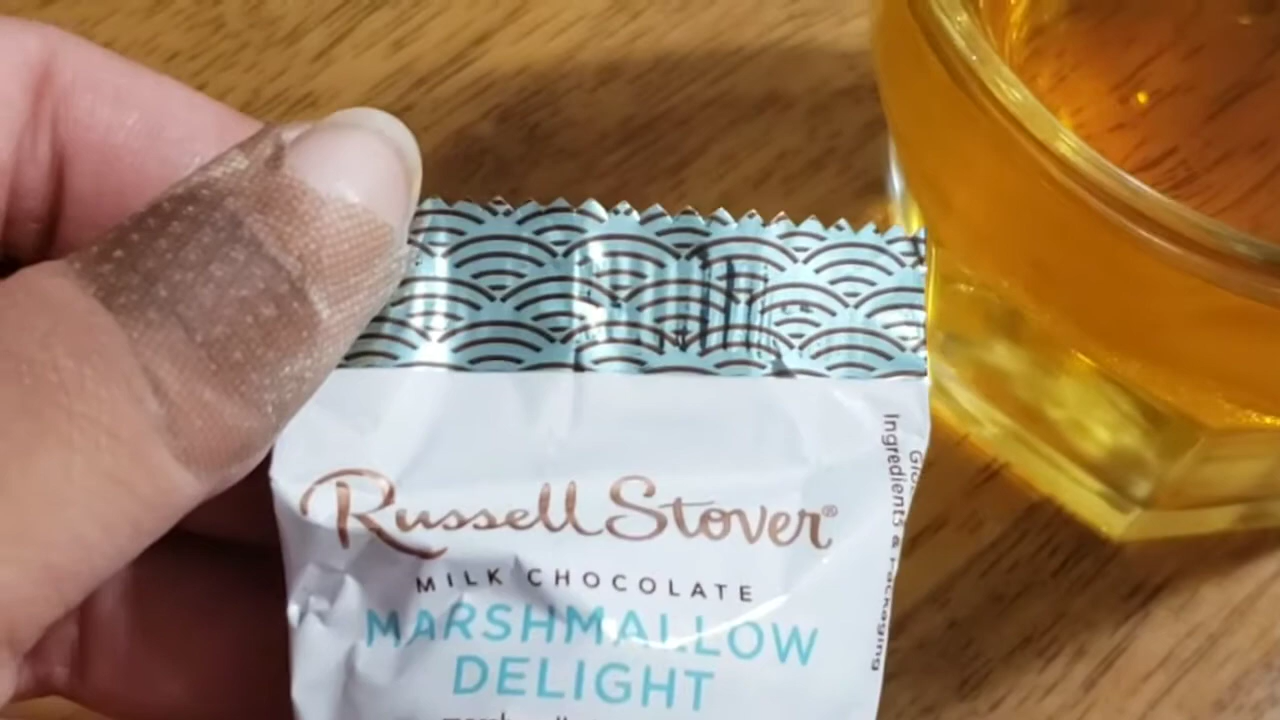 Russell Stover®
MILK CHOCOLATE
MARSHMALLOW
DELIGHT
Ingredients & Packaging